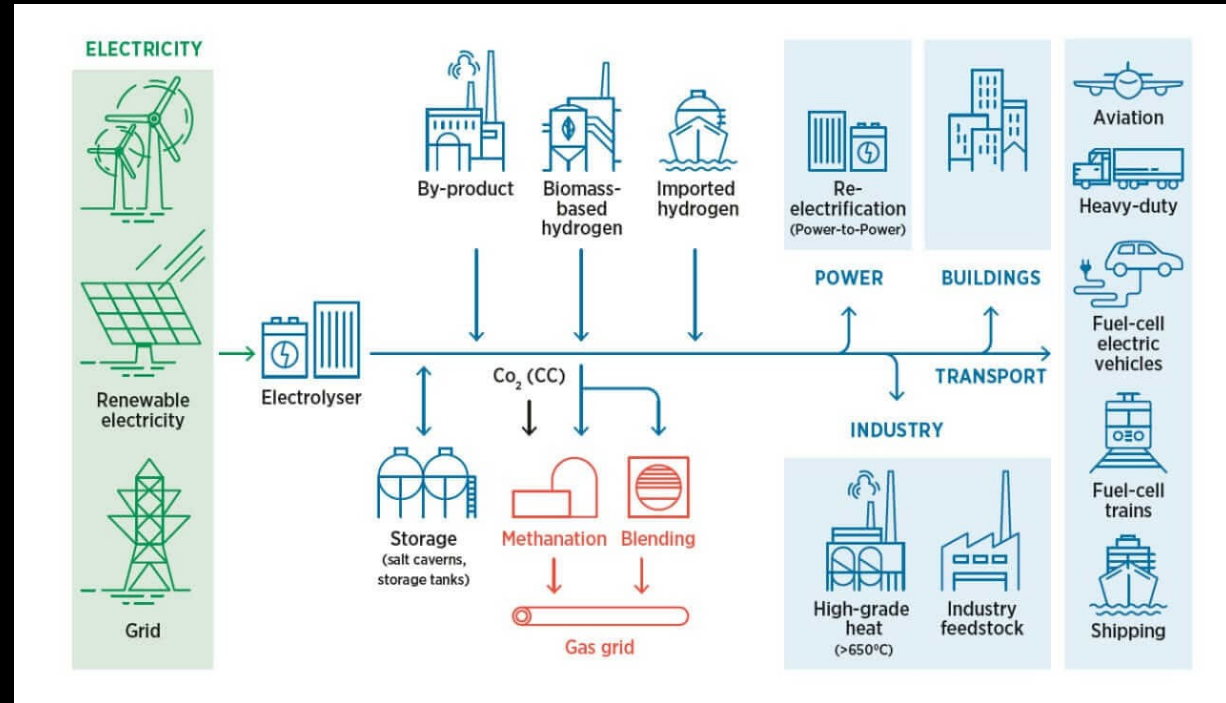 ELECTRICITY
Renewable
electricity
Grid
Electrolyser
By-product
Biomass-
based
hydrogen
Imported
hydrogen
Co₂ (CC)
Storage
(salt caverns,
storage tanks)
Methanation
Blending
Gas grid
Re-
electrification
(Power-to-Power)
POWER
BUILDINGS
TRANSPORT
INDUSTRY
High-grade
heat
(>650°C)
Industry
feedstock
Aviation
Heavy-duty
Fuel-cell
electric
vehicles
Fuel-cell
trains
Shipping